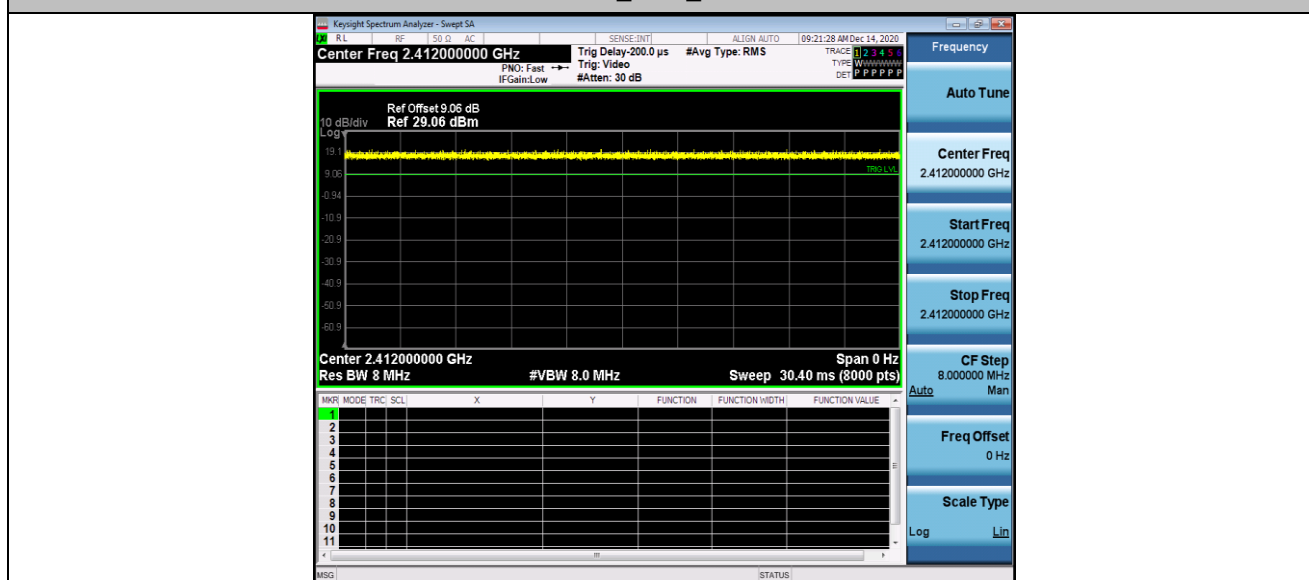 Keysight Spectrum Analyzer - Swept SA
RL RF 50 Ω AC SENSE:INT ALIGN AUTO 09:21:28 AM Dec 14, 2020
Center Freq 2.412000000 GHz
PNO: Fast
IFGain:Low
Trig Delay-200.0 µs
Trig: Video
#Atten: 30 dB
#Avg Type: RMS
TRACE 1 2 3 4 5 6
TYPE WWWWWW
DET P P P P P P
Ref Offset 9.06 dB
10 dB/div Ref 29.06 dBm
Log
19.1
9.06
TRIG LVL
-0.94
-10.9
-20.9
-30.9
-40.9
-50.9
-60.9
Center 2.412000000 GHz Span 0 Hz
Res BW 8 MHz #VBW 8.0 MHz Sweep 30.40 ms (8000 pts)
MKR MODE TRC SCL X Y FUNCTION FUNCTION WIDTH FUNCTION VALUE
1
2
3
4
5
6
7
8
9
10
11
MSG STATUS
Frequency
Auto Tune
Center Freq
2.412000000 GHz
Start Freq
2.412000000 GHz
Stop Freq
2.412000000 GHz
CF Step
8.000000 MHz
Auto Man
Freq Offset
0 Hz
Scale Type
Log Lin